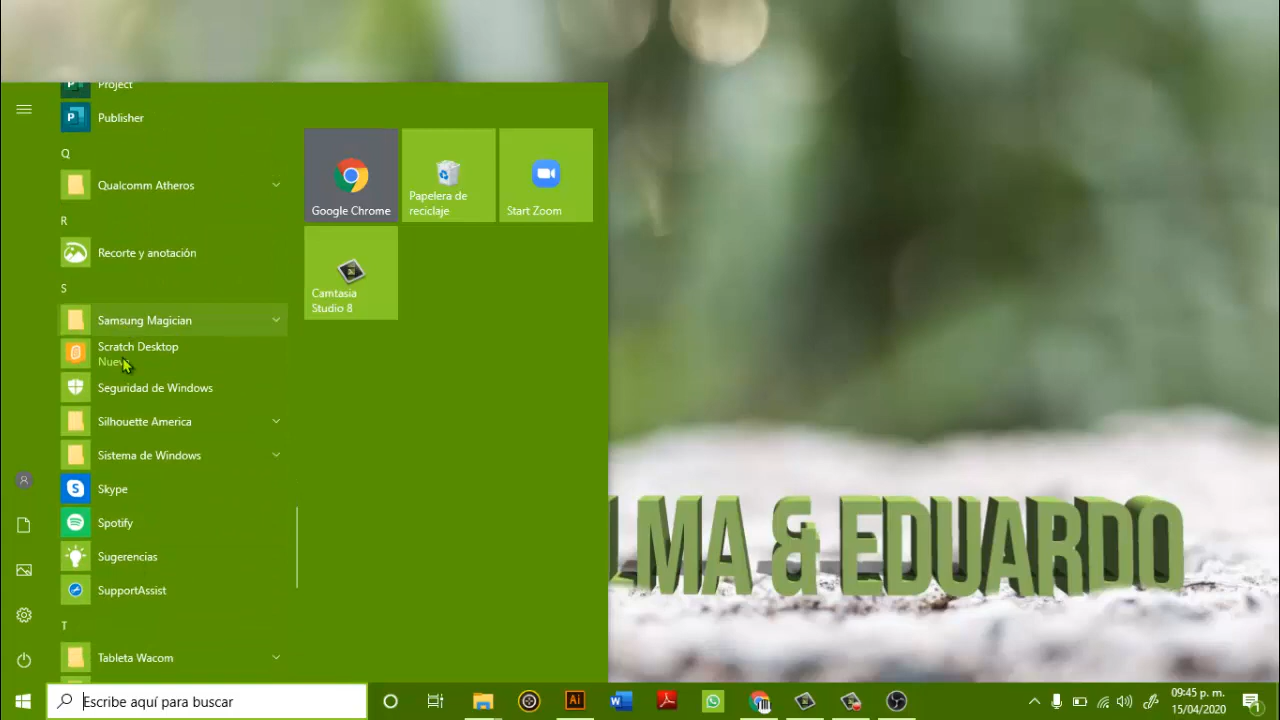 Project
Publisher
Q
Qualcomm Atheros
R
Recorte y anotación
S
Samsung Magician
Scratch Desktop
Nuevo
Seguridad de Windows
Silhouette America
Sistema de Windows
Skype
Spotify
Sugerencias
SupportAssist
T
Tableta Wacom
Google Chrome
Papelera de
reciclaje
Start Zoom
Camtasia
Studio 8
LMA & EDUARDO
Escribe aquí para buscar
09:45 p. m.
15/04/2020